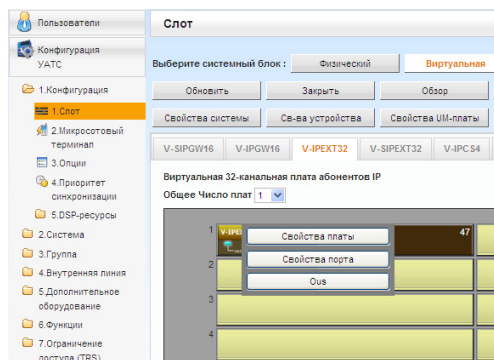 Пользователи
Конфигурация
УАТС
1.Конфигурация
1.Слот
2.Микросотовый
терминал
3.Опции
4.Приоритет
синхронизации
5.DSP-ресурсы
2.Система
3.Группа
4.Внутренняя линия
5.Дополнительное
оборудование
6.Функции
7.Ограничение
доступа (TRS)
Слот
Выберите системный блок : Физический Виртуальная
Обновить Закрыть Обзор
Свойства системы Св-ва устройства Свойства UM-платы
V-SIPGW16 V-IPGW16 V-IPEXT32 V-SIPEXT32 V-IPCS4
Виртуальная 32-канальная плата абонентов IP
Общее Число плат 1
1 V-IPE 47
Свойства платы
2 Свойства порта
Ous
3
4